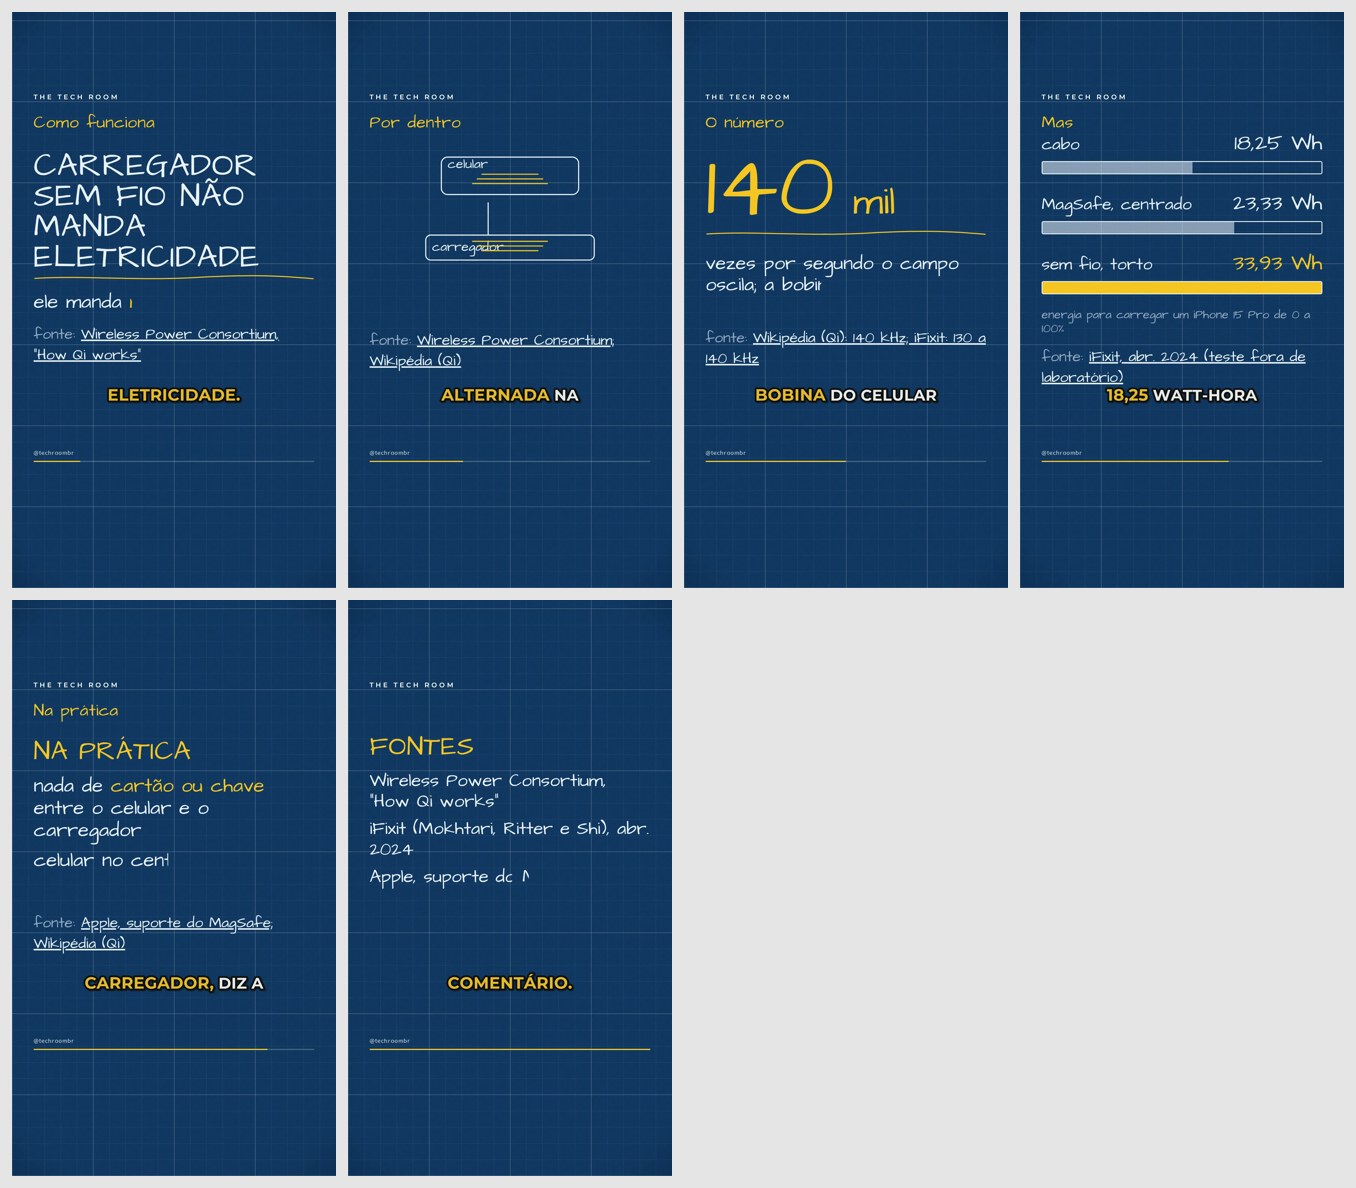 THE TECH ROOM
Como funciona
CARREGADOR
SEM FIO NÃO
MANDA
ELETRICIDADE
ele manda
fonte: Wireless Power Consortium,
"How Qi works"
ELETRICIDADE.
@techroombr
THE TECH ROOM
Por dentro
celular
carregador
fonte: Wireless Power Consortium;
Wikipédia (Qi)
ALTERNADA NA
@techroombr
THE TECH ROOM
O número
140 mil
vezes por segundo o campo
oscila; a bobi
fonte: Wikipédia (Qi): 140 kHz; iFixit: 130 a
140 kHz
BOBINA DO CELULAR
@techroombr
THE TECH ROOM
Mas
cabo 18,25 Wh
MagSafe, centrado 23,33 Wh
sem fio, torto 33,93 Wh
energia para carregar um iPhone 15 Pro de 0 a
100%
fonte: iFixit, abr. 2024 (teste fora de
laboratório)
18,25 WATT-HORA
@techroombr
THE TECH ROOM
Na prática
NA PRÁTICA
nada de cartão ou chave
entre o celular e o
carregador
celular no cen
fonte: Apple, suporte do MagSafe;
Wikipédia (Qi)
CARREGADOR, DIZ A
@techroombr
THE TECH ROOM
FONTES
Wireless Power Consortium,
"How Qi works"
iFixit (Mokhtari, Ritter e Shi), abr.
2024
Apple, suporte
COMENTÁRIO.
@techroombr